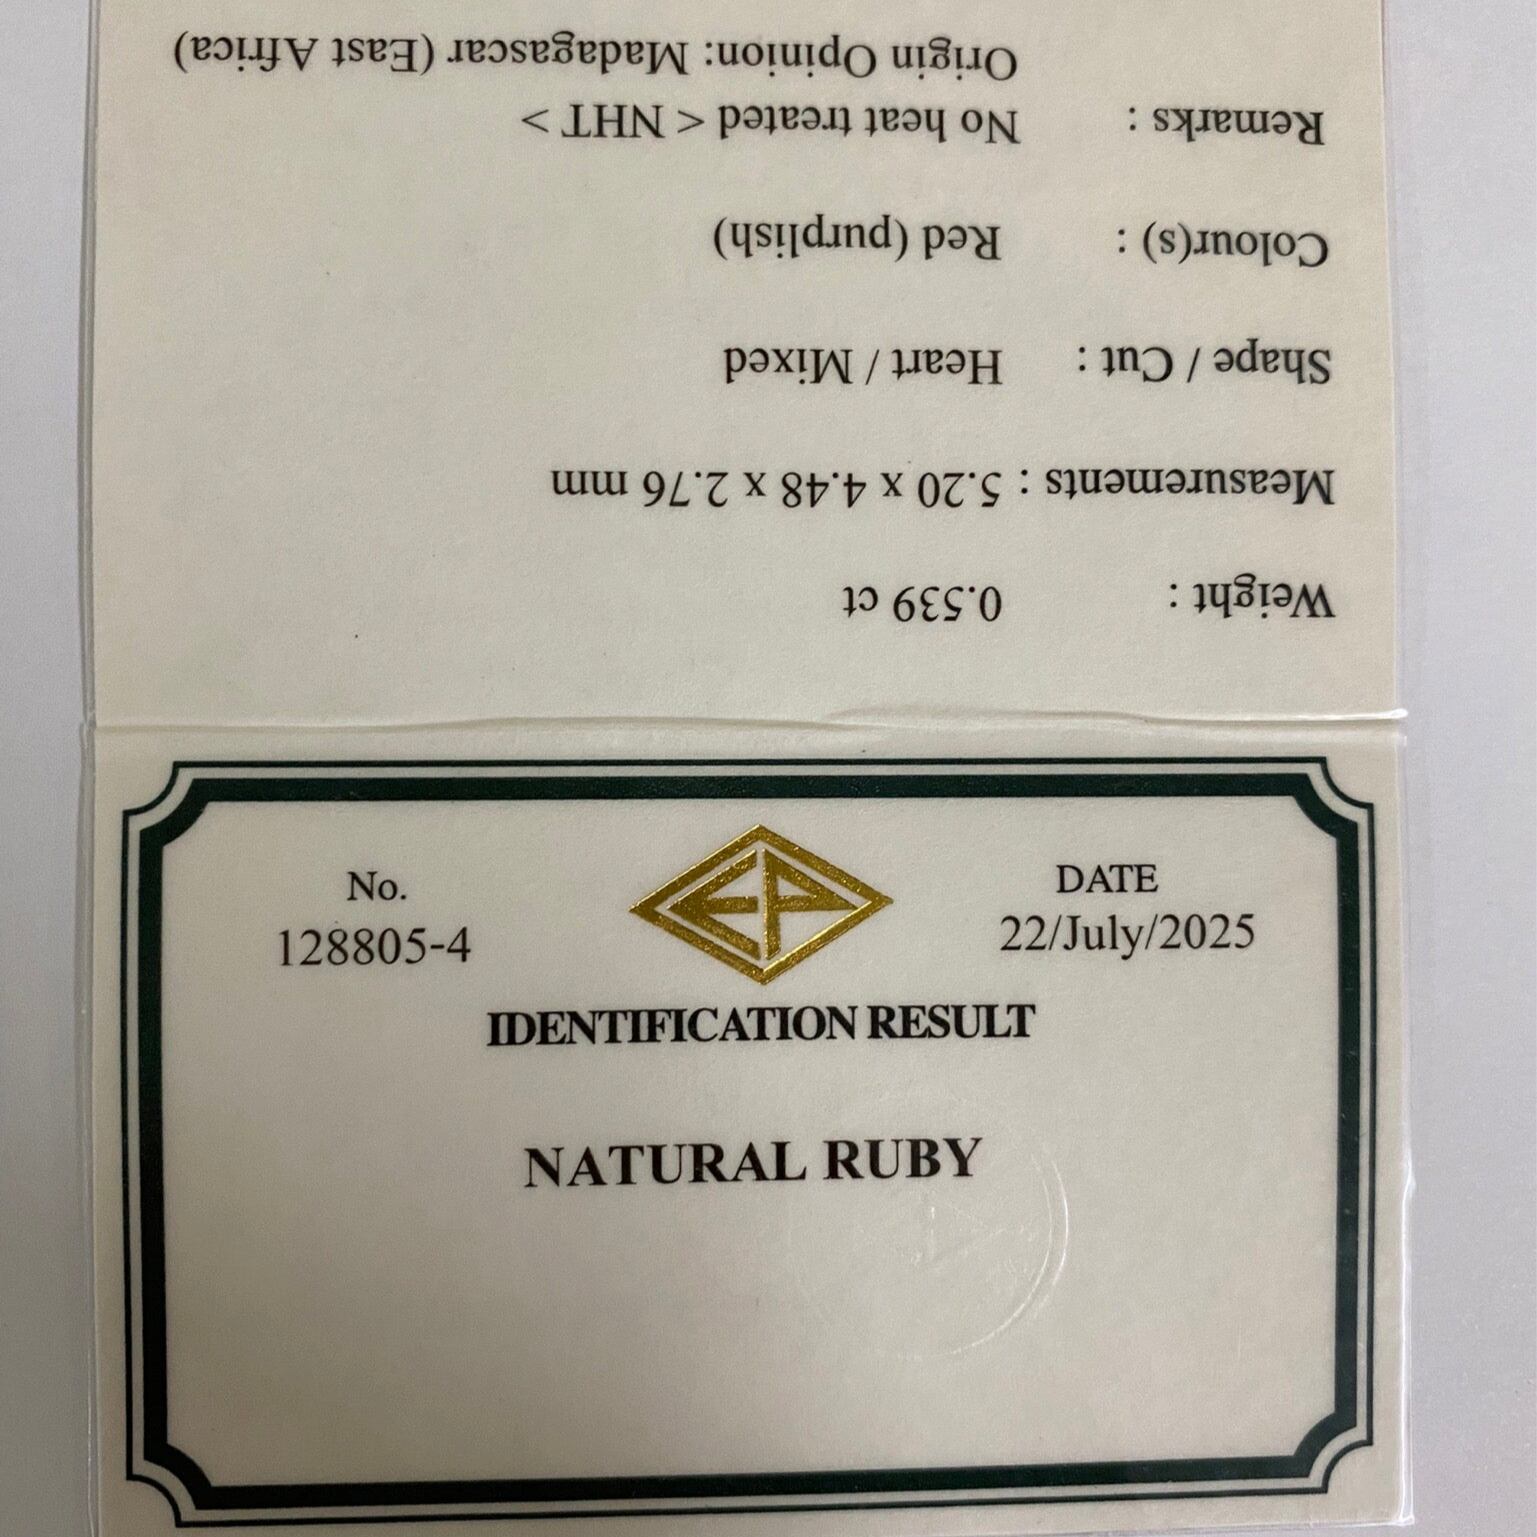 Weight : 0.539 ct
Measurements : 5.20 x 4.48 x 2.76 mm
Shape / Cut : Heart / Mixed
Colour(s) : Red (purplish)
Remarks : No heat treated < NHT >
Origin Opinion: Madagascar (East Africa)
No.
128805-4
EP
DATE
22/July/2025
IDENTIFICATION RESULT
NATURAL RUBY